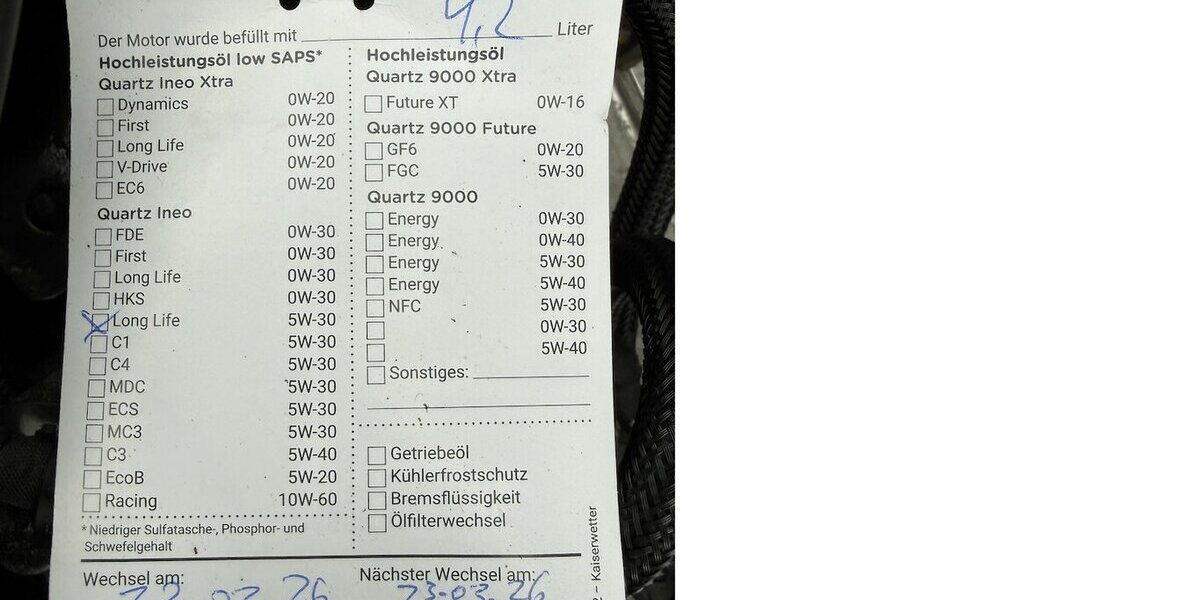 Der Motor wurde befüllt mit 4,2 Liter
Hochleistungsöl low SAPS*
Quartz Ineo Xtra
Dynamics 0W-20
First 0W-20
Long Life 0W-20
V-Drive 0W-20
EC6 0W-20
Quartz Ineo
FDE 0W-30
First 0W-30
Long Life 0W-30
HKS 0W-30
Long Life 5W-30
C1 5W-30
C4 5W-30
MDC 5W-30
ECS 5W-30
MC3 5W-30
C3 5W-40
EcoB 5W-20
Racing 10W-60
* Niedriger Sulfatasche-, Phosphor- und
Schwefelgehalt
Hochleistungsöl
Quartz 9000 Xtra
Future XT 0W-16
Quartz 9000 Future
GF6 0W-20
FGC 5W-30
Quartz 9000
Energy 0W-30
Energy 0W-40
Energy 5W-30
Energy 5W-40
NFC 5W-30
0W-30
5W-40
Sonstiges:
Getriebeöl
Kühlerfrostschutz
Bremsflüssigkeit
Ölfilterwechsel
Wechsel am:
Nächster Wechsel am:
Kaiserwetter